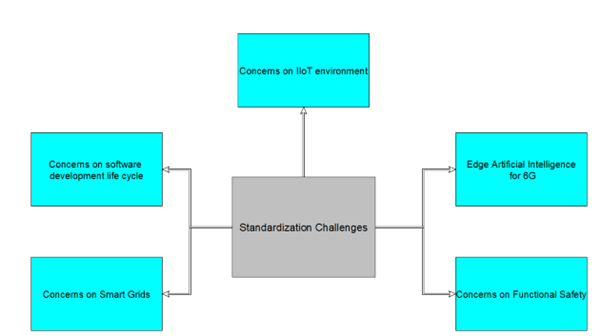 Concerns on IIoT environment
Concerns on software
development life cycle
Edge Artificial Intelligence
for 6G
Standardization Challenges
Concerns on Smart Grids
Concerns on Functional Safety